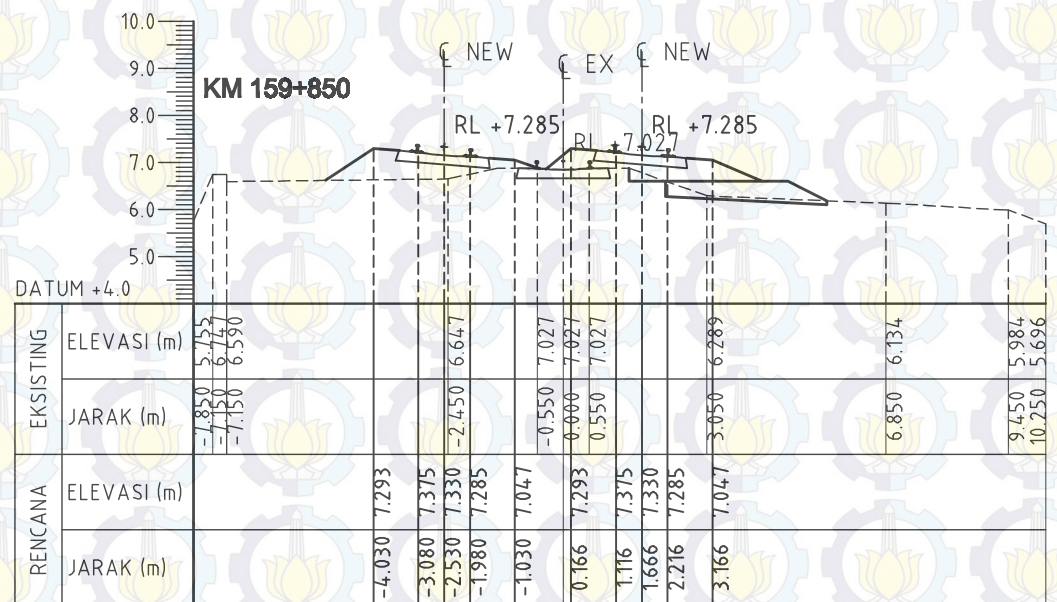 10.0
9.0
8.0
7.0
6.0
5.0
KM 159+850
℄ NEW
℄ EX
℄ NEW
RL +7.285
RL +7.027
RL +7.285
DATUM +4.0
EKSISTING
ELEVASI (m) 5.755 6.747 6.590 6.647 7.027 7.027 7.027 6.289 6.134 5.984 5.696
JARAK (m) -7.850 -7.150 -7.150 -2.450 -0.550 0.000 0.550 3.050 6.850 9.450 10.250
RENCANA
ELEVASI (m) 7.293 7.375 7.330 7.285 7.047 7.293 7.375 7.330 7.285 7.047
JARAK (m) -4.030 -3.080 -2.530 -1.980 -1.030 0.166 1.116 1.666 2.216 3.166